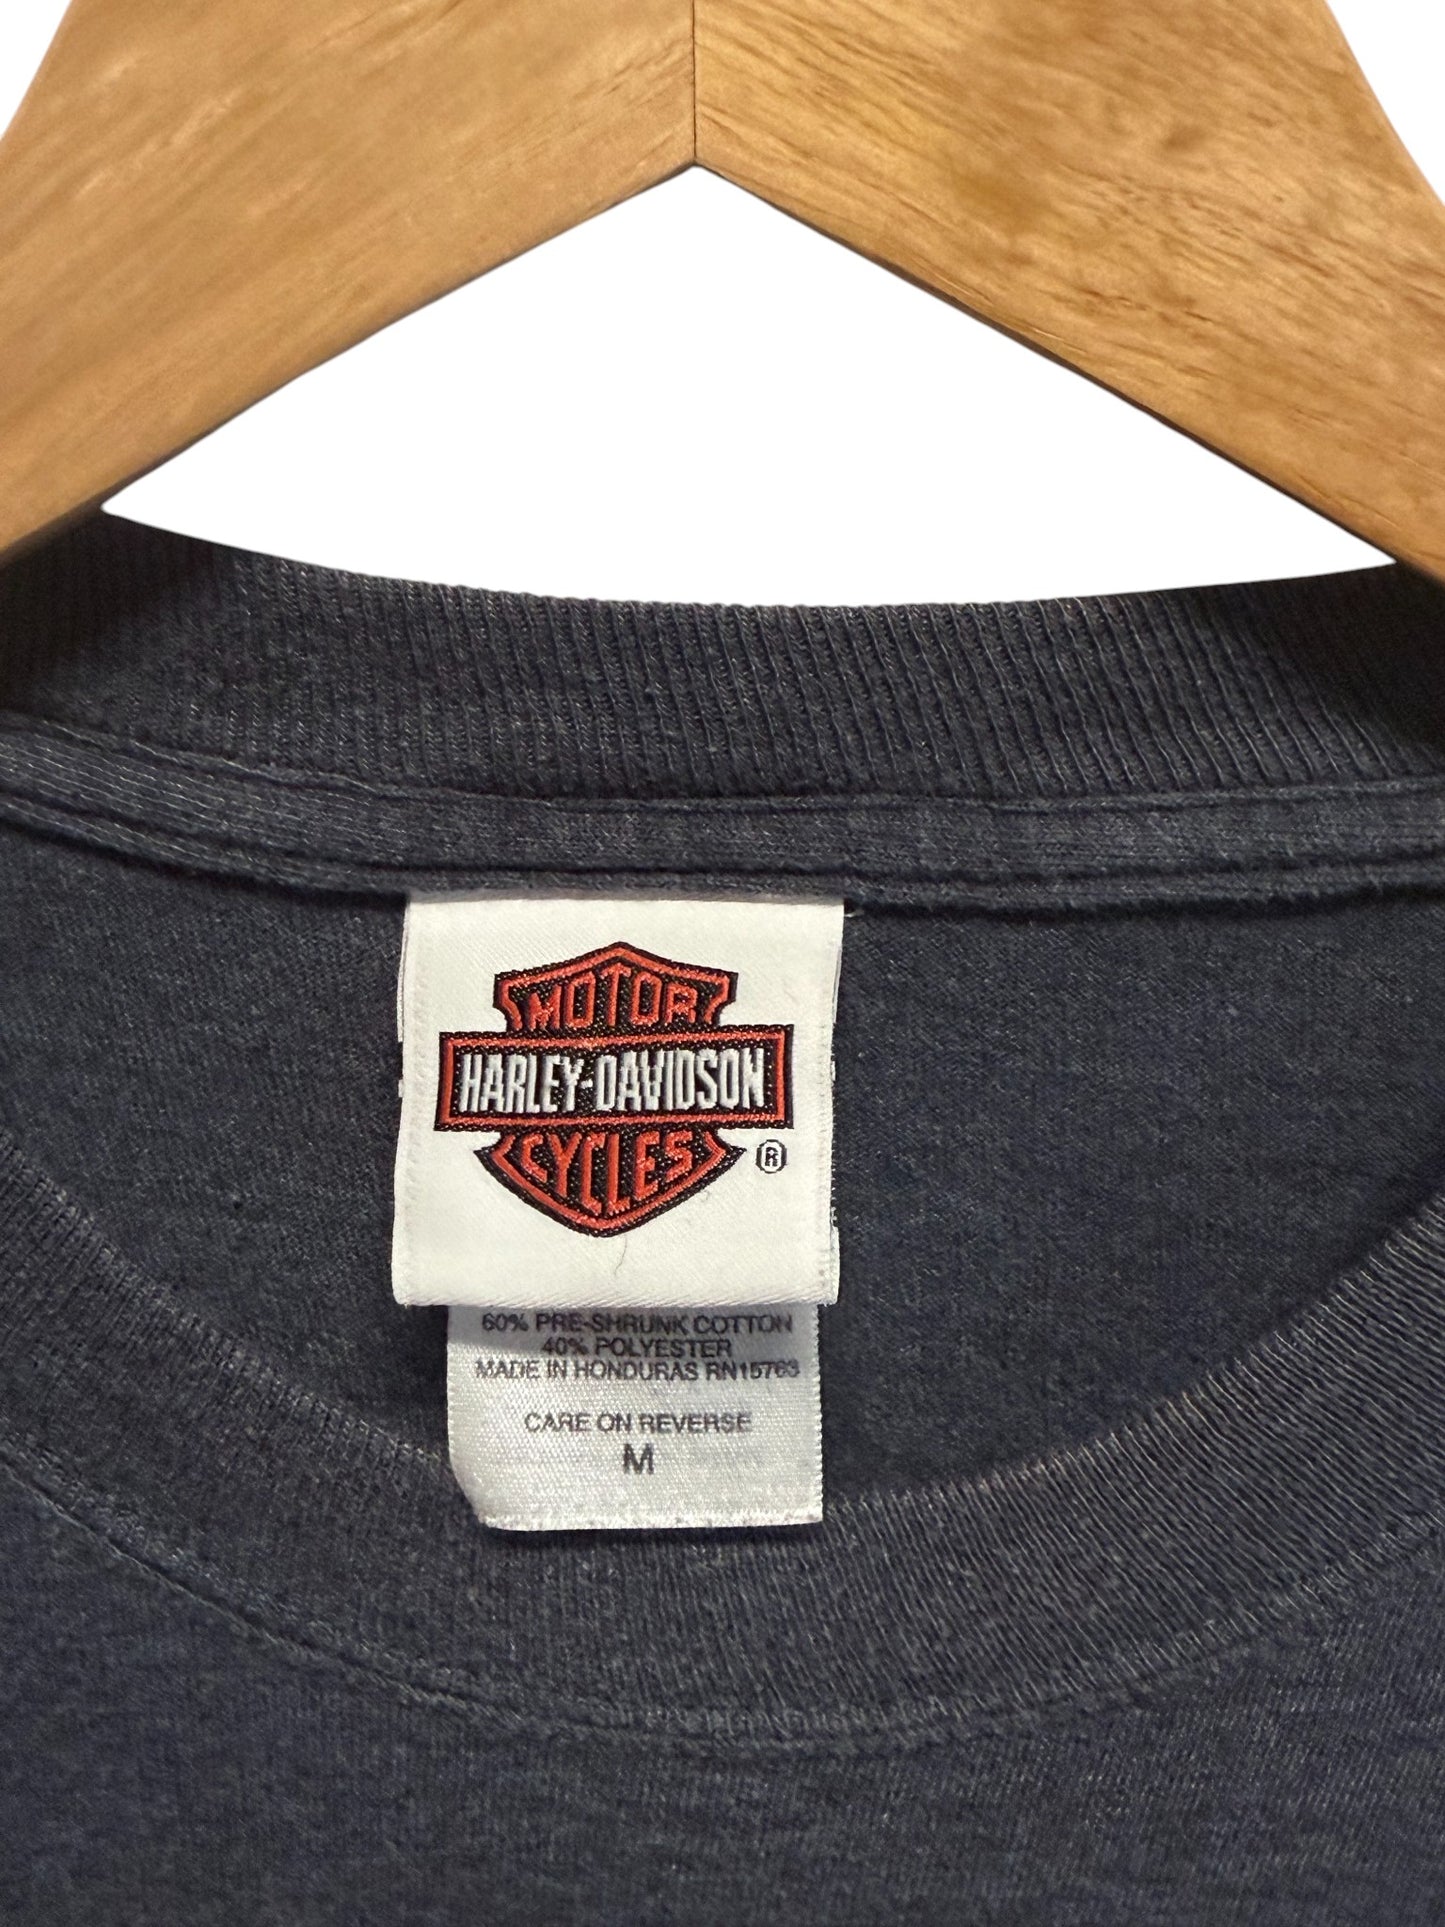 MOTOR
HARLEY-DAVIDSON
CYCLES
®
60% PRE-SHRUNK COTTON
40% POLYESTER
MADE IN HONDURAS RN15763
CARE ON REVERSE
M